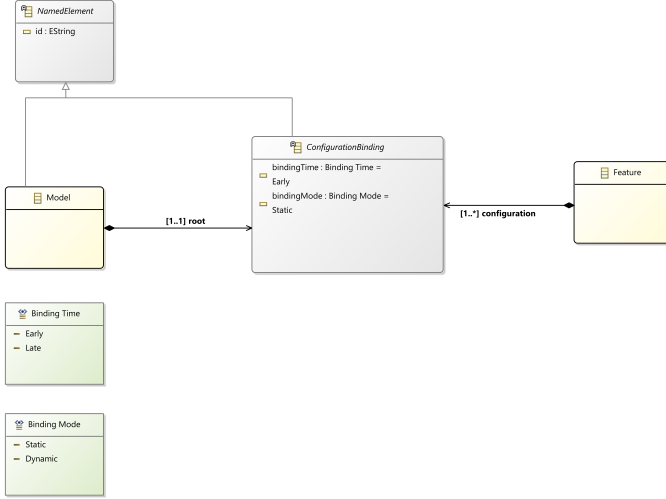 NamedElement
id : EString
ConfigurationBinding
bindingTime : Binding Time =
Early
bindingMode : Binding Mode =
Static
Feature
Model
[1..1] root
[1..*] configuration
Binding Time
Early
Late
Binding Mode
Static
Dynamic